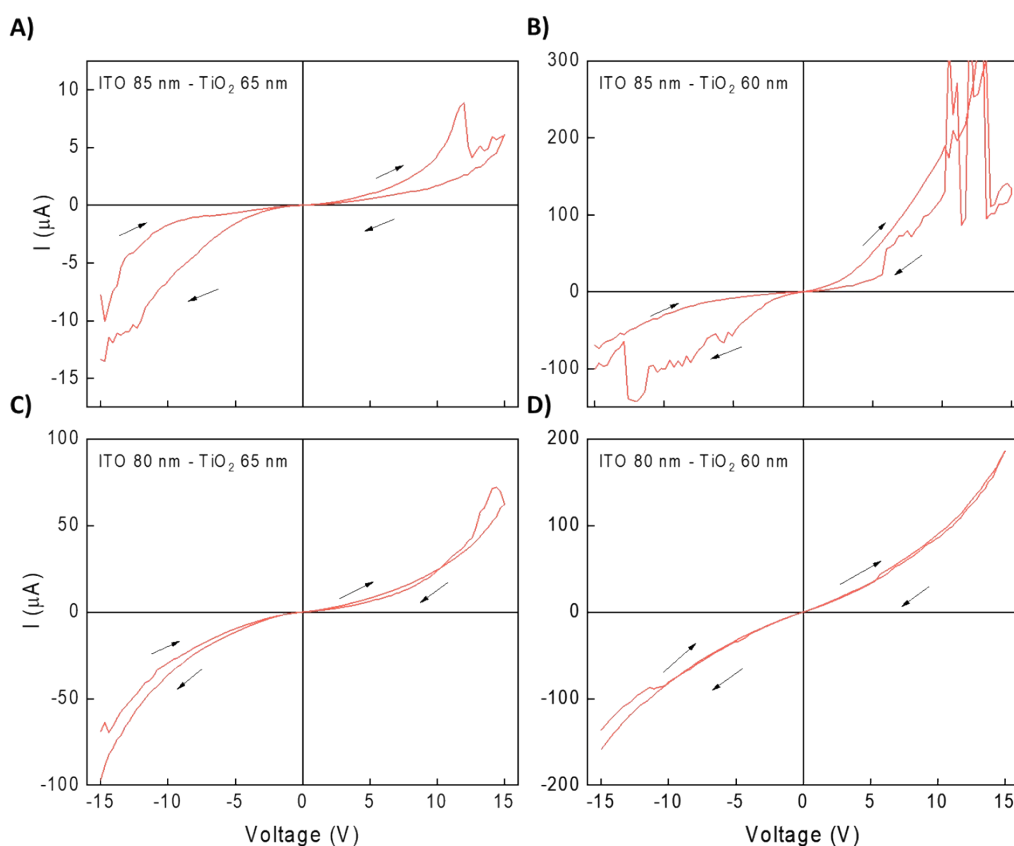 A)
ITO 85 nm - TiO₂ 65 nm
10
5
0
-5
-10
-15
I (μA)
B)
ITO 85 nm - TiO₂ 60 nm
300
200
100
0
-100
C)
ITO 80 nm - TiO₂ 65 nm
100
50
0
-50
-100
I (μA)
-15 -10 -5 0 5 10 15
Voltage (V)
D)
ITO 80 nm - TiO₂ 60 nm
200
100
0
-100
-200
-15 -10 -5 0 5 10 15
Voltage (V)